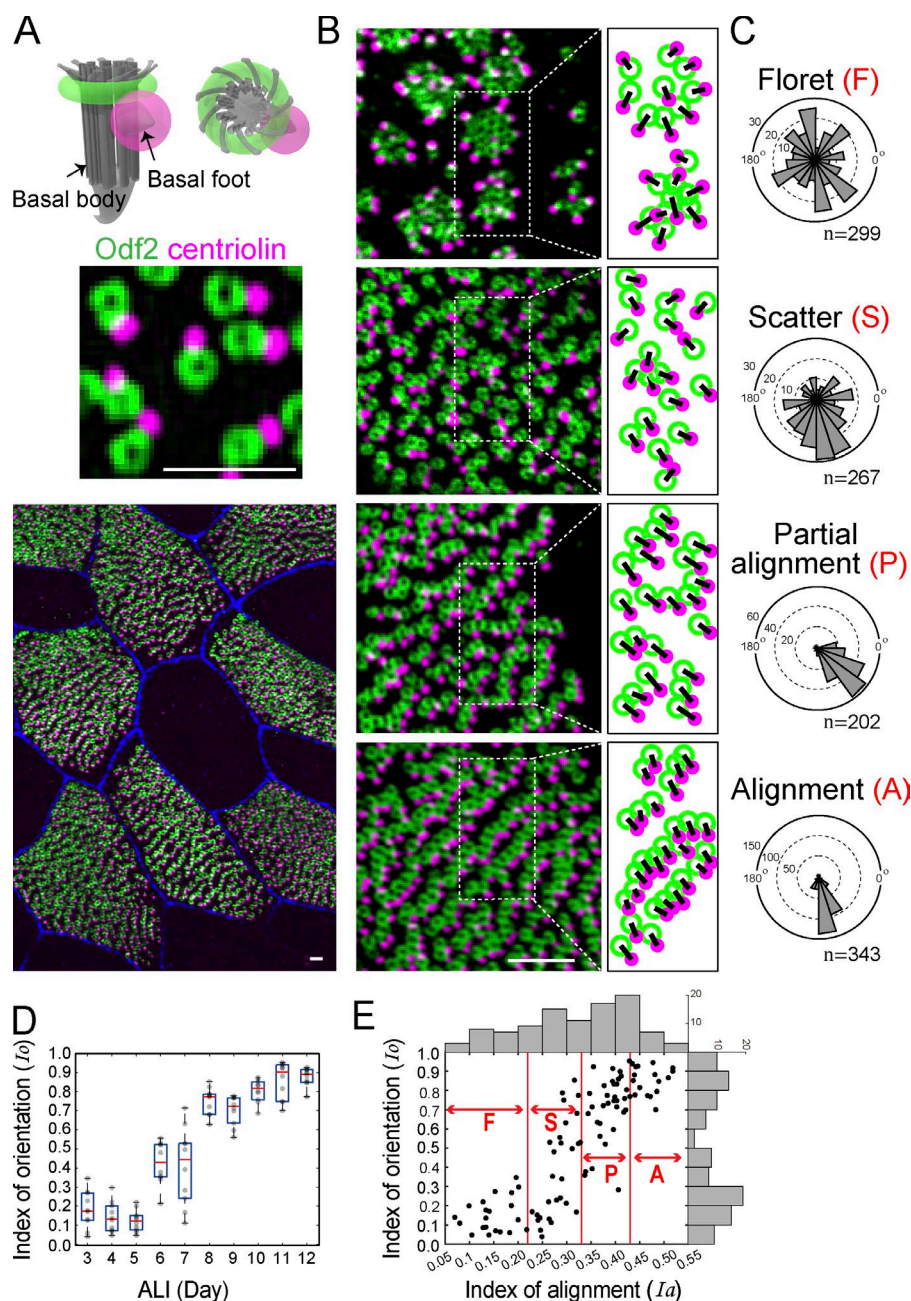 A
Basal body
Basal foot
Odf2 centriolin
B
C
Floret (F)
30
20
10
180°
0°
n=299
Scatter (S)
30
20
10
180°
0°
n=267
Partial
alignment (P)
60
40
20
180°
0°
n=202
Alignment (A)
150
100
50
180°
0°
n=343
D
Index of orientation (Io)
1.0
0.9
0.8
0.7
0.6
0.5
0.4
0.3
0.2
0.1
0.0
3 4 5 6 7 8 9 10 11 12
ALI (Day)
E
20
10
10
20
Index of orientation (Io)
1.0
0.9
0.8
0.7
0.6
0.5
0.4
0.3
0.2
0.1
0.0
F
S
P
A
0.05 0.1 0.15 0.20 0.25 0.30 0.35 0.40 0.45 0.50 0.55
Index of alignment (Ia)